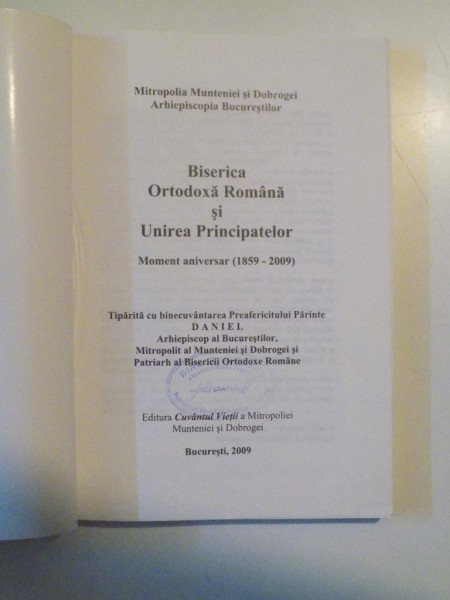 Mitropolia Munteniei și Dobrogei
Arhiepiscopia Bucureștilor
Biserica
Ortodoxă Română
și
Unirea Principatelor
Moment aniversar (1859 - 2009)
Tipărită cu binecuvântarea Preafericitului Părinte
D A N I E L
Arhiepiscop al Bucureștilor,
Mitropolit al Munteniei și Dobrogei și
Patriarh al Bisericii Ortodoxe Române
Editura Cuvântul Vieții a Mitropoliei
Munteniei și Dobrogei
București, 2009